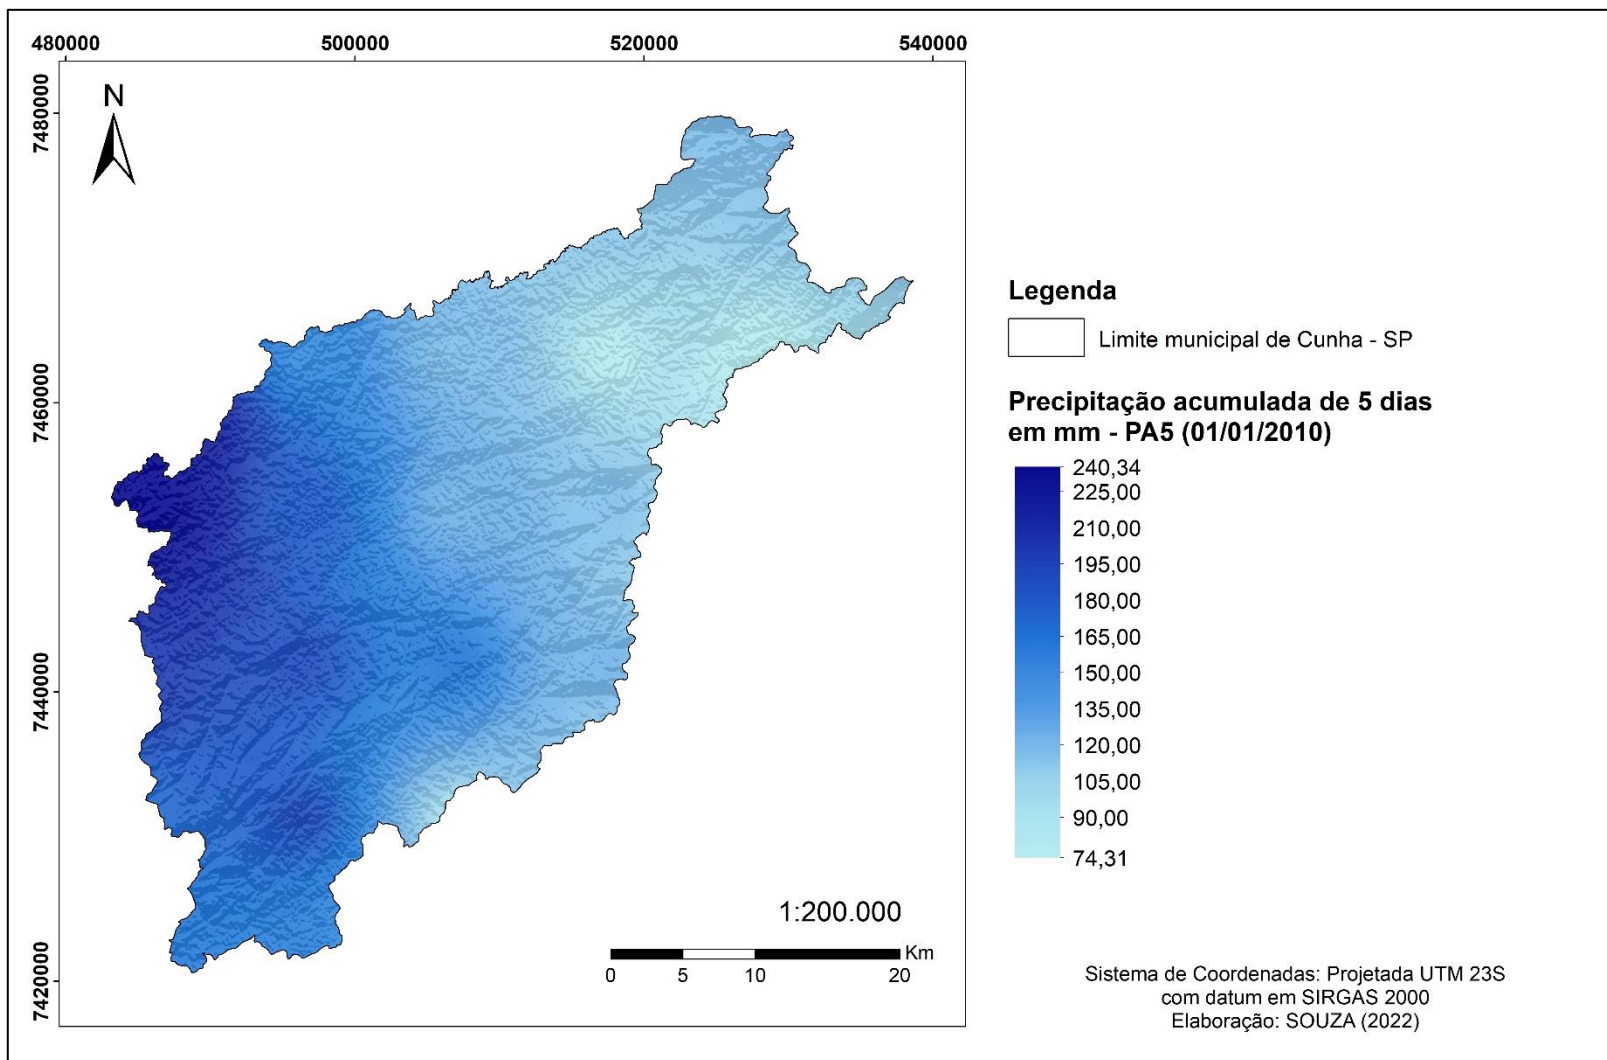 480000 500000 520000 540000
7480000
7460000
7440000
7420000
N
1:200.000
Km
0 5 10 20
Legenda
Limite municipal de Cunha - SP
Precipitação acumulada de 5 dias
em mm - PA5 (01/01/2010)
240,34
225,00
210,00
195,00
180,00
165,00
150,00
135,00
120,00
105,00
90,00
74,31
Sistema de Coordenadas: Projetada UTM 23S
com datum em SIRGAS 2000
Elaboração: SOUZA (2022)